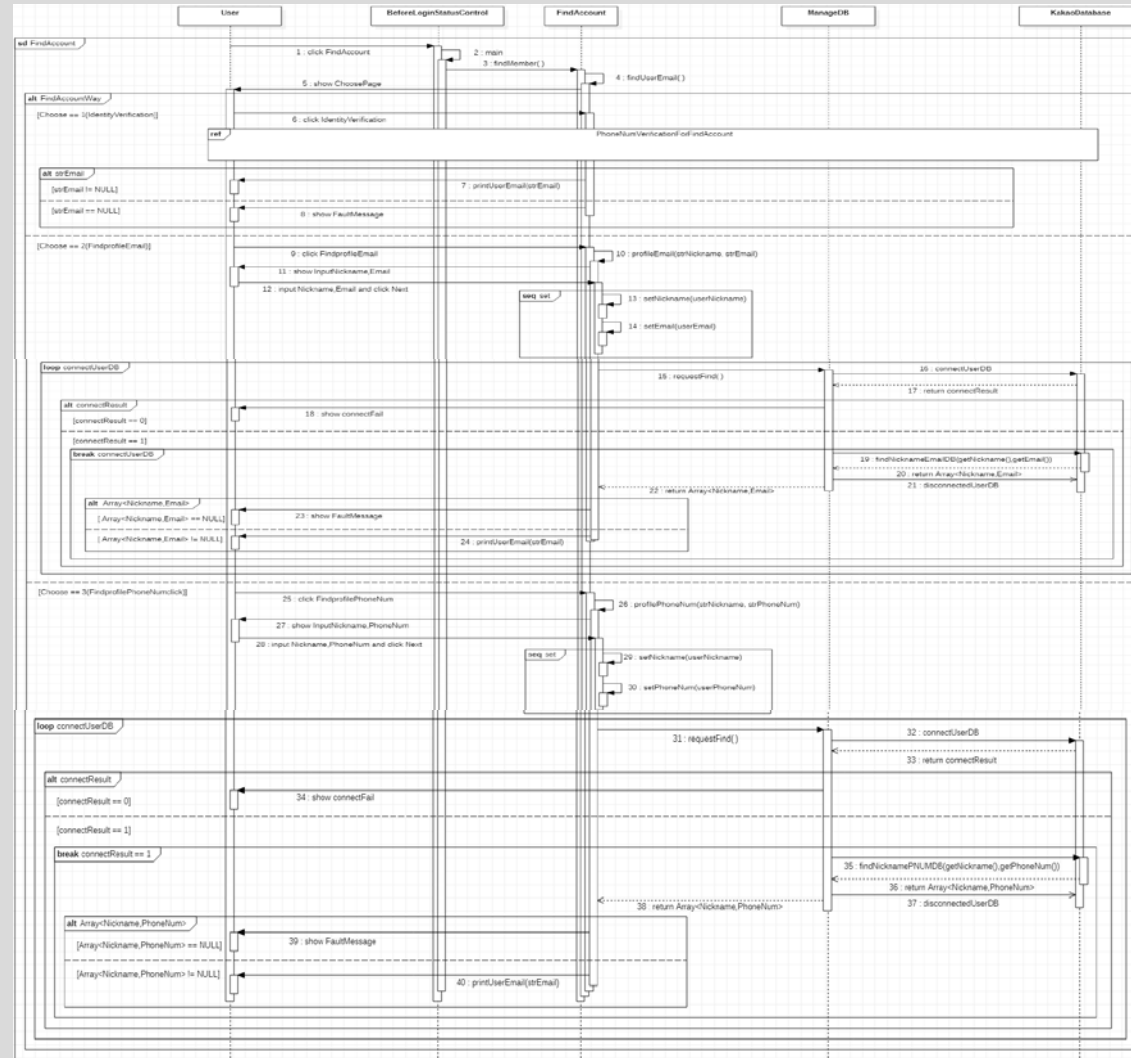 User
BeforeLoginStatusControl
FindAccount
ManageDB
KakaoDatabase
sd FindAccount
1 : click FindAccount
2 : main
3 : findMember( )
4 : findUserEmail( )
5 : show ChoosePage
alt FindAccountWay
[Choose == 1(IdentityVerification)]
6 : click IdentityVerification
ref
PhoneNumVerificationForFindAccount
alt strEmail
[strEmail != NULL]
7 : printUserEmail(strEmail)
[strEmail == NULL]
8 : show FaultMessage
[Choose == 2(FindprofileEmail)]
9 : click FindprofileEmail
10 : profileEmail(strNickname, strEmail)
11 : show InputNickname,Email
12 : input Nickname,Email and click Next
seq set
13 : setNickname(userNickname)
14 : setEmail(userEmail)
loop connectUserDB
15 : requestFind( )
16 : connectUserDB
17 : return connectResult
alt connectResult
18 : show connectFail
[connectResult == 0]
[connectResult == 1]
break connectUserDB
19 : findNicknameEmailDB(getNickname(),getEmail())
20 : return Array<Nickname,Email>
21 : disconnectedUserDB
22 : return Array<Nickname,Email>
alt Array<Nickname,Email>
23 : show FaultMessage
[ Array<Nickname,Email> == NULL]
[ Array<Nickname,Email> != NULL]
24 : printUserEmail(strEmail)
[Choose == 3(FindprofilePhoneNumclick)]
25 : click FindprofilePhoneNum
26 : profilePhoneNum(strNickname, strPhoneNum)
27 : show InputNickname,PhoneNum
28 : input Nickname,PhoneNum and click Next
seq set
29 : setNickname(userNickname)
30 : setPhoneNum(userPhoneNum)
loop connectUserDB
31 : requestFind( )
32 : connectUserDB
33 : return connectResult
alt connectResult
34 : show connectFail
[connectResult == 0]
[connectResult == 1]
break connectResult == 1
35 : findNicknamePNUMDB(getNickname(),getPhoneNum())
36 : return Array<Nickname,PhoneNum>
37 : disconnectedUserDB
38 : return Array<Nickname,PhoneNum>
alt Array<Nickname,PhoneNum>
39 : show FaultMessage
[Array<Nickname,PhoneNum> == NULL]
[Array<Nickname,PhoneNum> != NULL]
40 : printUserEmail(strEmail)